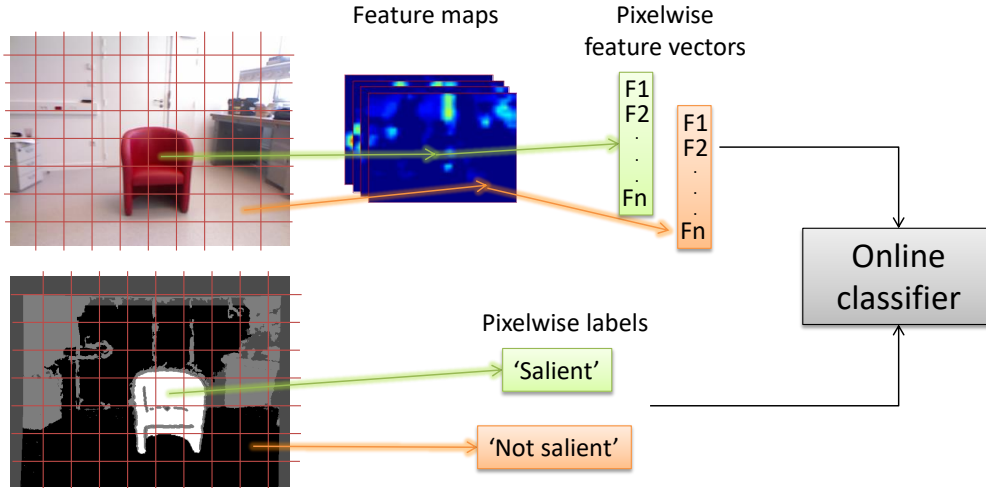 Feature maps
Pixelwise
feature vectors
F1
F2
.
.
.
Fn
F1
F2
.
.
.
.
Fn
Online
classifier
Pixelwise labels
‘Salient’
‘Not salient’